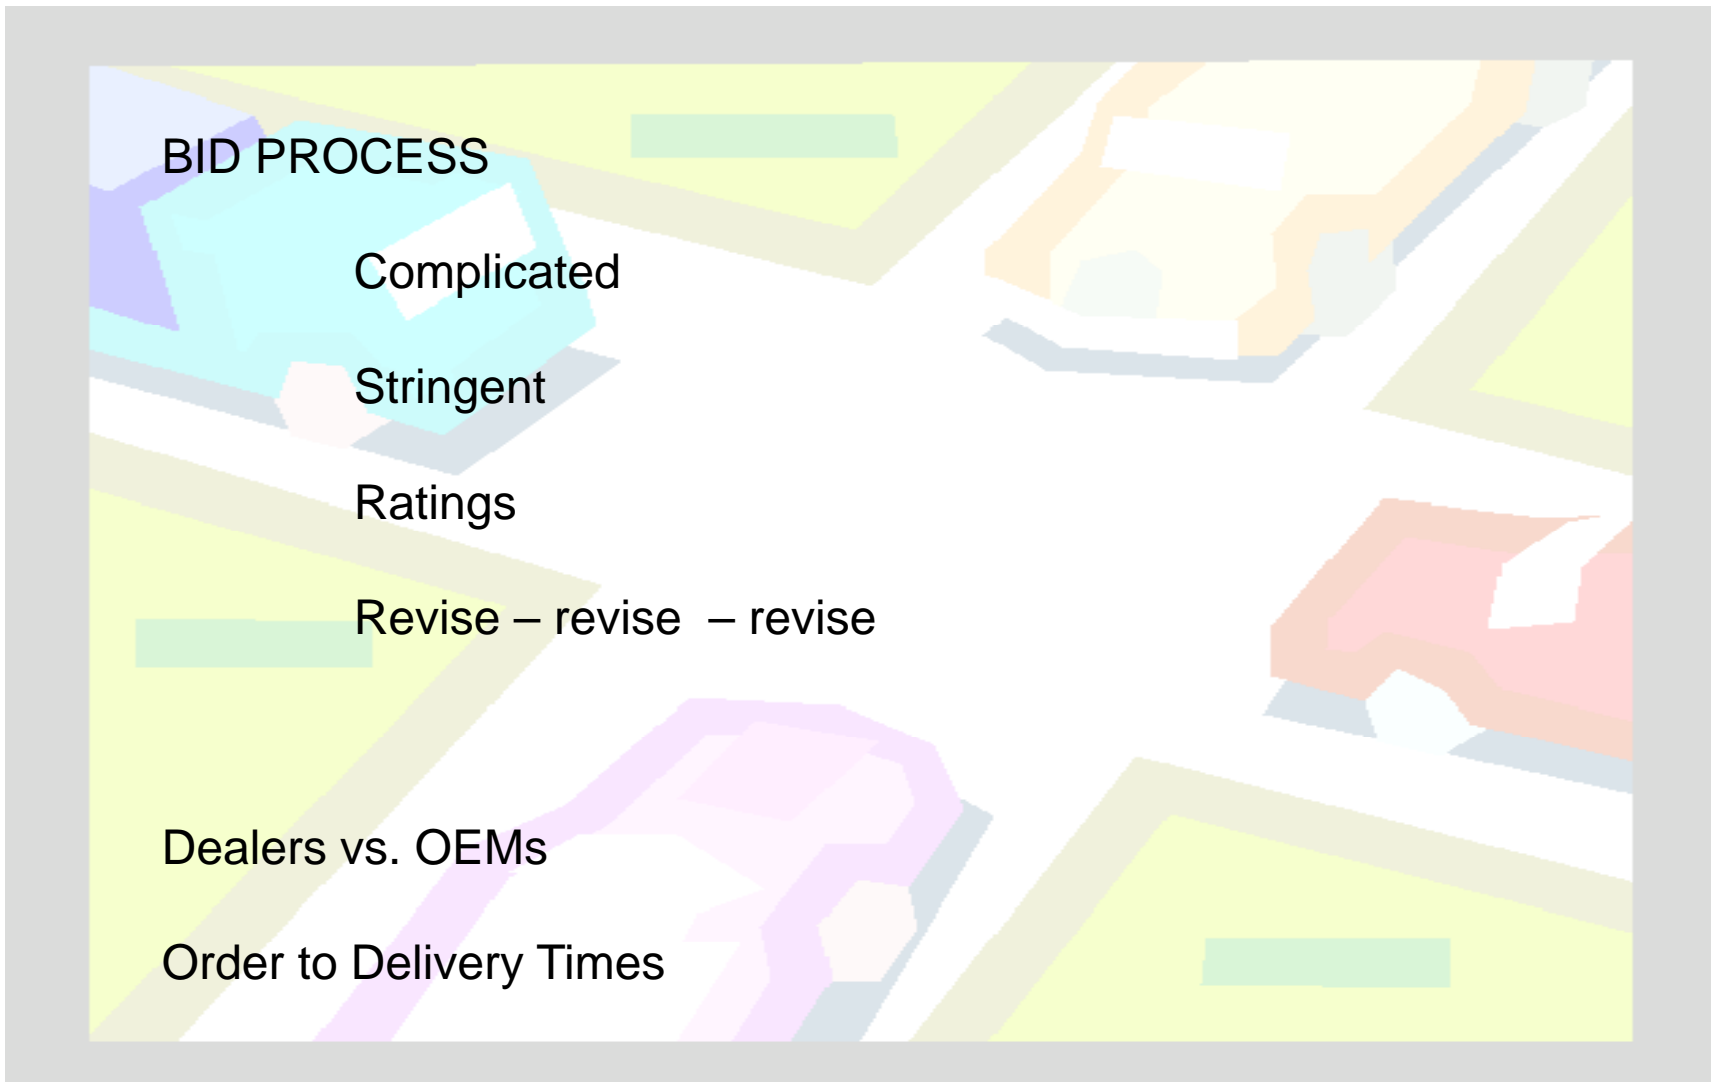 BID PROCESS
Complicated
Stringent
Ratings
Revise – revise – revise
Dealers vs. OEMs
Order to Delivery Times